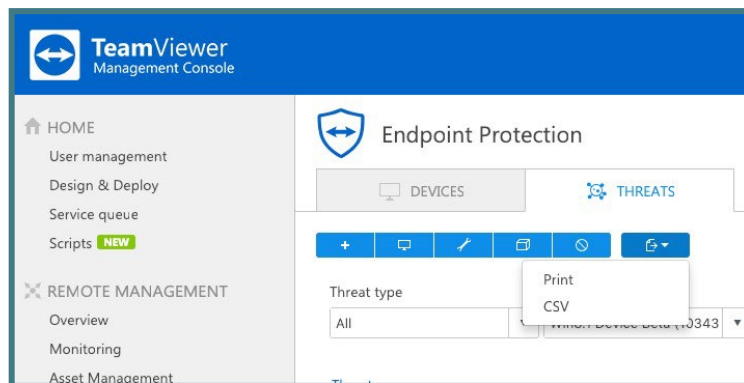 TeamViewer
Management Console
HOME
User management
Design & Deploy
Service queue
Scripts NEW
REMOTE MANAGEMENT
Overview
Monitoring
Asset Management
Endpoint Protection
DEVICES
THREATS
Print
CSV
Threat type
All
(10343